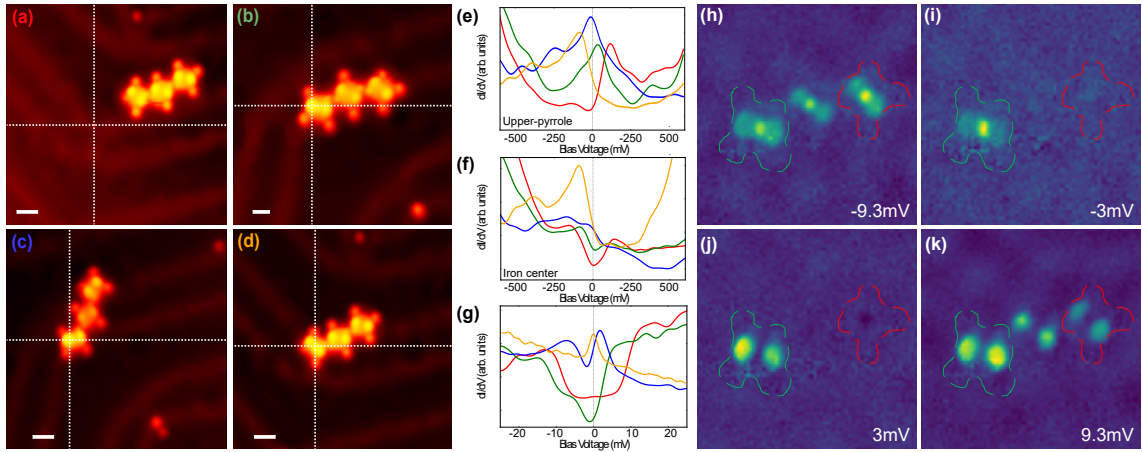 (a)
(b)
(c)
(d)
(e)
dI/dV (arb. units)
Upper-pyrrole
-500 -250 0 -250 500
Bias Voltage (mV)
(f)
dI/dV (arb. units)
Iron center
-500 -250 0 -250 500
Bias Voltage (mV)
(g)
dI/dV (arb. units)
-20 -10 0 10 20
Bias Voltage (mV)
(h)
-9.3mV
(i)
-3mV
(j)
3mV
(k)
9.3mV